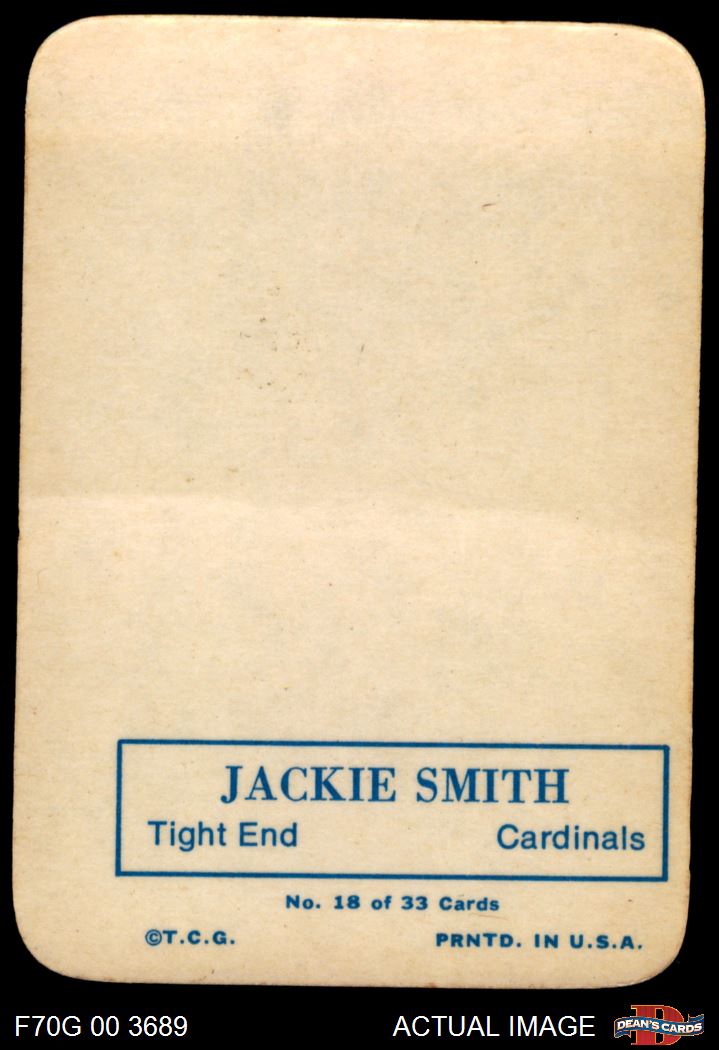 JACKIE SMITH
Tight End Cardinals
No. 18 of 33 Cards
©T.C.G. PRNTD. IN U.S.A.
F70G 00 3689 ACTUAL IMAGE DEAN'S CARDS